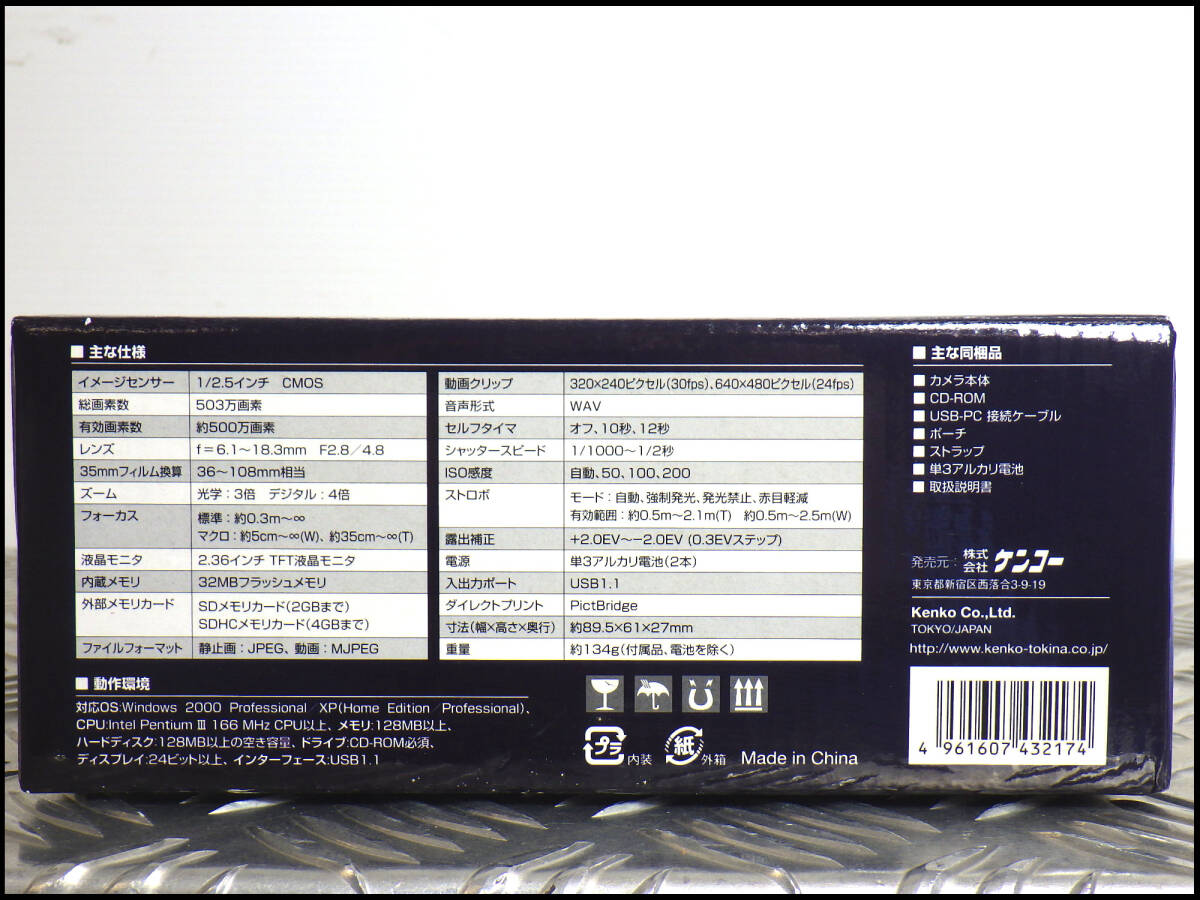 ■ 主な仕様
イメージセンサー 1/2.5インチ CMOS
総画素数 503万画素
有効画素数 約500万画素
レンズ f=6.1〜18.3mm F2.8／4.8
35mmフィルム換算 36〜108mm相当
ズーム 光学：3倍 デジタル：4倍
フォーカス 標準：約0.3m〜∞
マクロ：約5cm〜∞(W)、約35cm〜∞(T)
液晶モニタ 2.36インチ TFT液晶モニタ
内蔵メモリ 32MBフラッシュメモリ
外部メモリカード SDメモリカード(2GBまで)
SDHCメモリカード(4GBまで)
ファイルフォーマット 静止画：JPEG、動画：MJPEG
動画クリップ 320×240ピクセル(30fps)、640×480ピクセル(24fps)
音声形式 WAV
セルフタイマ オフ、10秒、12秒
シャッタースピード 1/1000〜1/2秒
ISO感度 自動、50、100、200
ストロボ モード：自動、強制発光、発光禁止、赤目軽減
有効範囲：約0.5m〜2.1m(T) 約0.5m〜2.5m(W)
露出補正 +2.0EV〜−2.0EV (0.3EVステップ)
電源 単3アルカリ電池(2本)
入出力ポート USB1.1
ダイレクトプリント PictBridge
寸法(幅×高さ×奥行) 約89.5×61×27mm
重量 約134g(付属品、電池を除く)
■ 動作環境
対応OS:Windows 2000 Professional／XP(Home Edition／Professional)、
CPU:Intel Pentium Ⅲ 166 MHz CPU以上、メモリ:128MB以上、
ハードディスク:128MB以上の空き容量、ドライブ:CD-ROM必須、
ディスプレイ:24ビット以上、インターフェース:USB1.1
プラ 内装 紙 外箱 Made in China
■ 主な同梱品
■ カメラ本体
■ CD-ROM
■ USB-PC 接続ケーブル
■ ポーチ
■ ストラップ
■ 単3アルカリ電池
■ 取扱説明書
発売元：株式会社 ケンコー
東京都新宿区西落合3-9-19
Kenko Co.,Ltd.
TOKYO/JAPAN
http://www.kenko-tokina.co.jp/
4 961607 432174